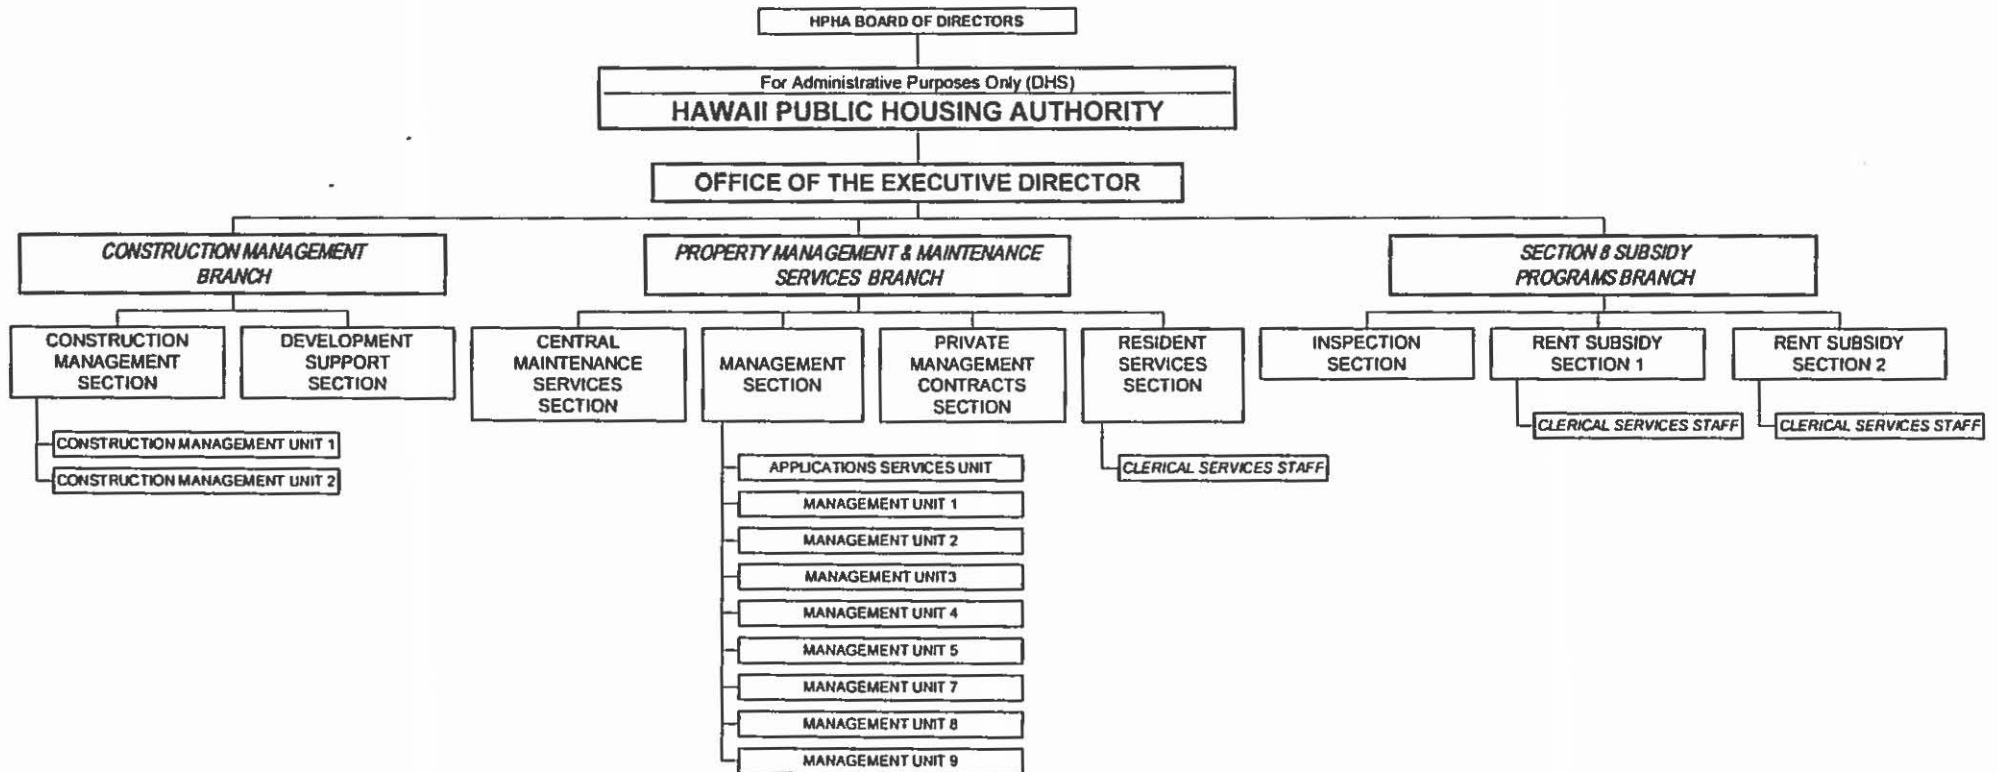 HPHA BOARD OF DIRECTORS
For Administrative Purposes Only (DHS)
HAWAII PUBLIC HOUSING AUTHORITY
OFFICE OF THE EXECUTIVE DIRECTOR
CONSTRUCTION MANAGEMENT
BRANCH
PROPERTY MANAGEMENT & MAINTENANCE
SERVICES BRANCH
SECTION 8 SUBSIDY
PROGRAMS BRANCH
CONSTRUCTION
MANAGEMENT
SECTION
DEVELOPMENT
SUPPORT
SECTION
CENTRAL
MAINTENANCE
SERVICES
SECTION
MANAGEMENT
SECTION
PRIVATE
MANAGEMENT
CONTRACTS
SECTION
RESIDENT
SERVICES
SECTION
INSPECTION
SECTION
RENT SUBSIDY
SECTION 1
RENT SUBSIDY
SECTION 2
CONSTRUCTION MANAGEMENT UNIT 1
CONSTRUCTION MANAGEMENT UNIT 2
APPLICATIONS SERVICES UNIT
MANAGEMENT UNIT 1
MANAGEMENT UNIT 2
MANAGEMENT UNIT3
MANAGEMENT UNIT 4
MANAGEMENT UNIT 5
MANAGEMENT UNIT 7
MANAGEMENT UNIT 8
MANAGEMENT UNIT 9
CLERICAL SERVICES STAFF
CLERICAL SERVICES STAFF
CLERICAL SERVICES STAFF